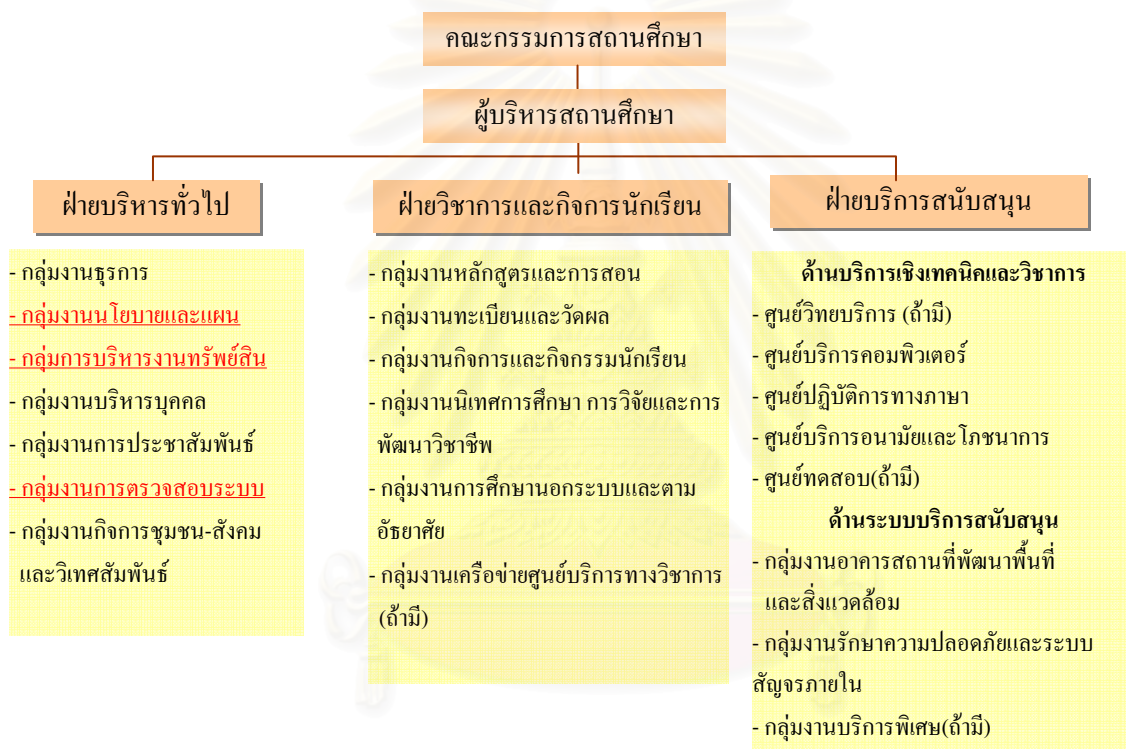 คณะกรรมการสถานศึกษา
ผู้บริหารสถานศึกษา
ฝ่ายบริหารทั่วไป
- กลุ่มงานธุรการ
- กลุ่มงานนโยบายและแผน
- กลุ่มการบริหารงานทรัพย์สิน
- กลุ่มงานบริหารบุคคล
- กลุ่มงานการประชาสัมพันธ์
- กลุ่มงานการตรวจสอบระบบ
- กลุ่มงานกิจการชุมชน-สังคม
และวิเทศสัมพันธ์
ฝ่ายวิชาการและกิจการนักเรียน
- กลุ่มงานหลักสูตรและการสอน
- กลุ่มงานทะเบียนและวัดผล
- กลุ่มงานกิจการและกิจกรรมนักเรียน
- กลุ่มงานนิเทศการศึกษา การวิจัยและการ
พัฒนาวิชาชีพ
- กลุ่มงานการศึกษานอกระบบและตาม
อัธยาศัย
- กลุ่มงานเครือข่ายศูนย์บริการทางวิชาการ
(ถ้ามี)
ฝ่ายบริการสนับสนุน
ด้านบริการเชิงเทคนิคและวิชาการ
- ศูนย์วิทยบริการ (ถ้ามี)
- ศูนย์บริการคอมพิวเตอร์
- ศูนย์ปฏิบัติการทางภาษา
- ศูนย์บริการอนามัยและโภชนาการ
- ศูนย์ทดสอบ(ถ้ามี)
ด้านระบบบริการสนับสนุน
- กลุ่มงานอาคารสถานที่พัฒนาพื้นที่
และสิ่งแวดล้อม
- กลุ่มงานรักษาความปลอดภัยและระบบ
สัญจรภายใน
- กลุ่มงานบริการพิเศษ(ถ้ามี)